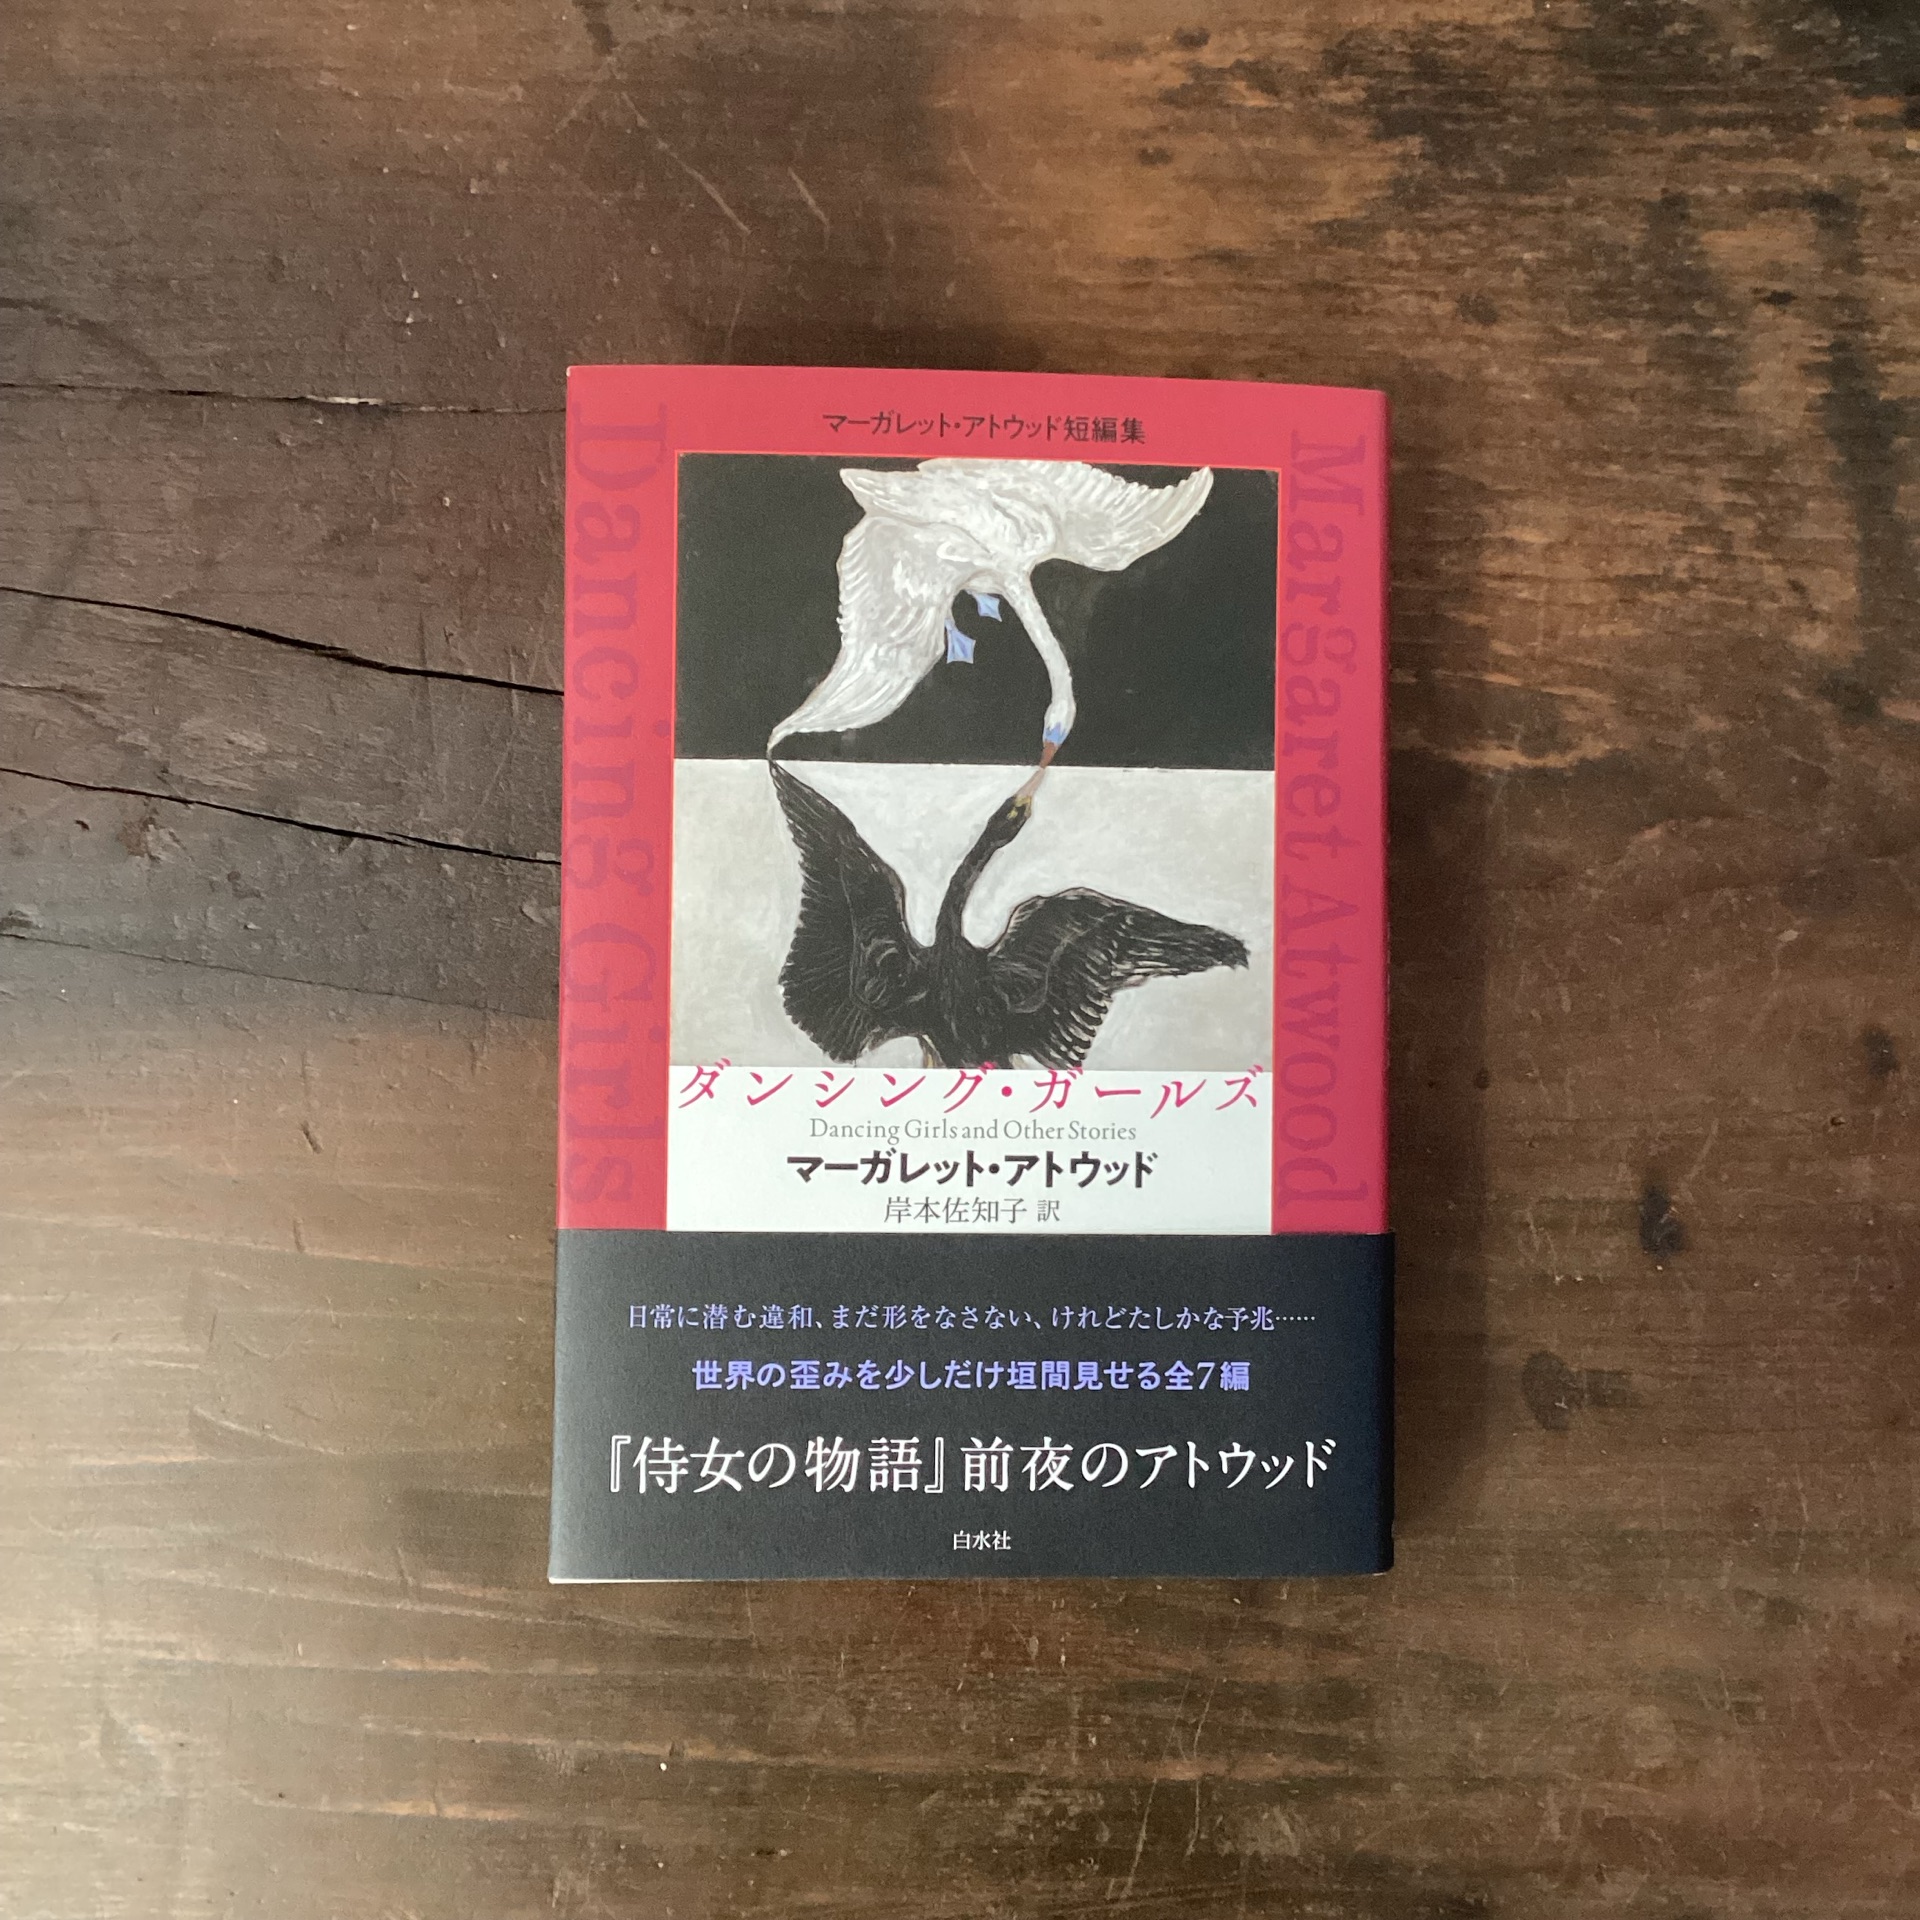 マーガレット・アトウッド短編集
Dancing Girls
Margaret Atwood
ダンシング・ガールズ
Dancing Girls and Other Stories
マーガレット・アトウッド
岸本佐知子 訳
日常に潜む違和、まだ形をなさない、けれどたしかな予兆……
世界の歪みを少しだけ垣間見せる全7編
『侍女の物語』前夜のアトウッド
白水社